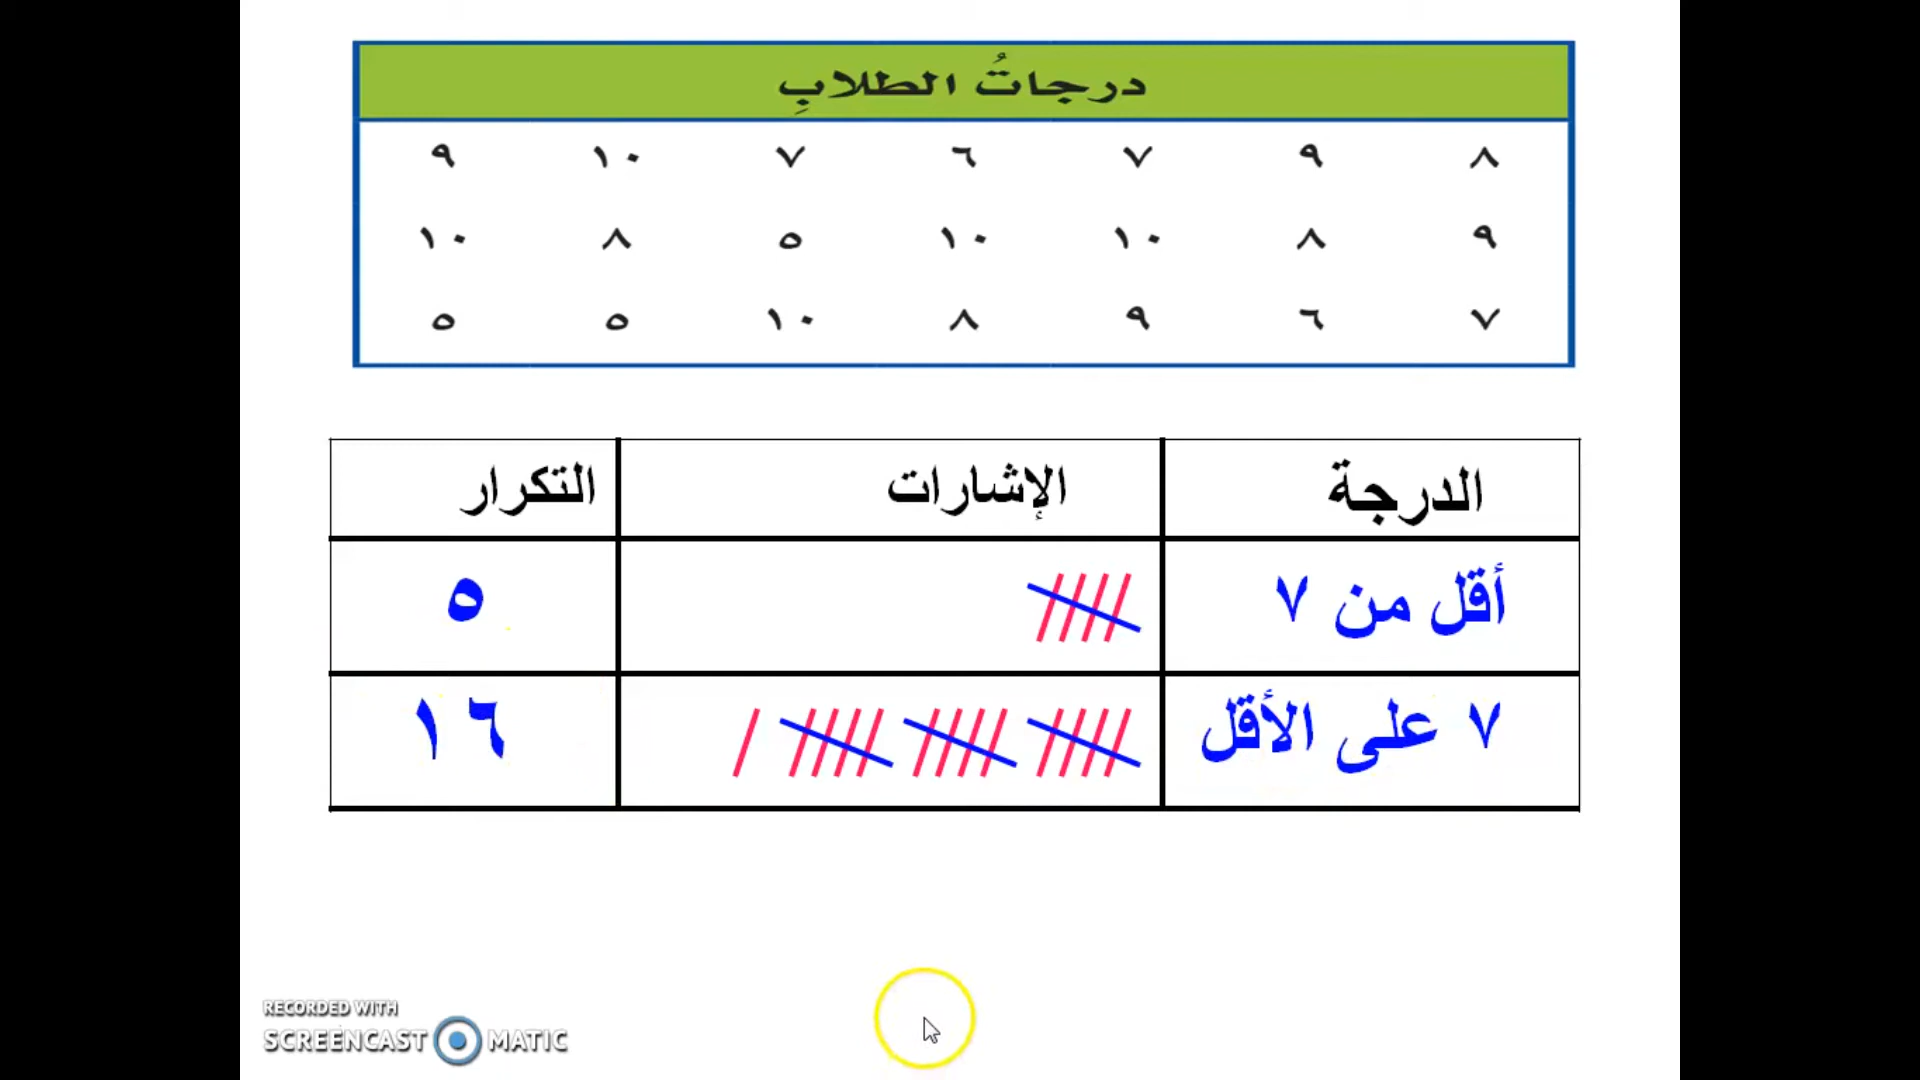 درجاتُ الطلابِ
٨ ٩ ٧ ٦ ٧ ١٠ ٩
٩ ٨ ١٠ ١٠ ٥ ٨ ١٠
٧ ٦ ٩ ٨ ١٠ ٥ ٥
الدرجة الإشارات التكرار
أقل من ٧ ٥
٧ على الأقل ١٦
RECORDED WITH
SCREENCAST MATIC